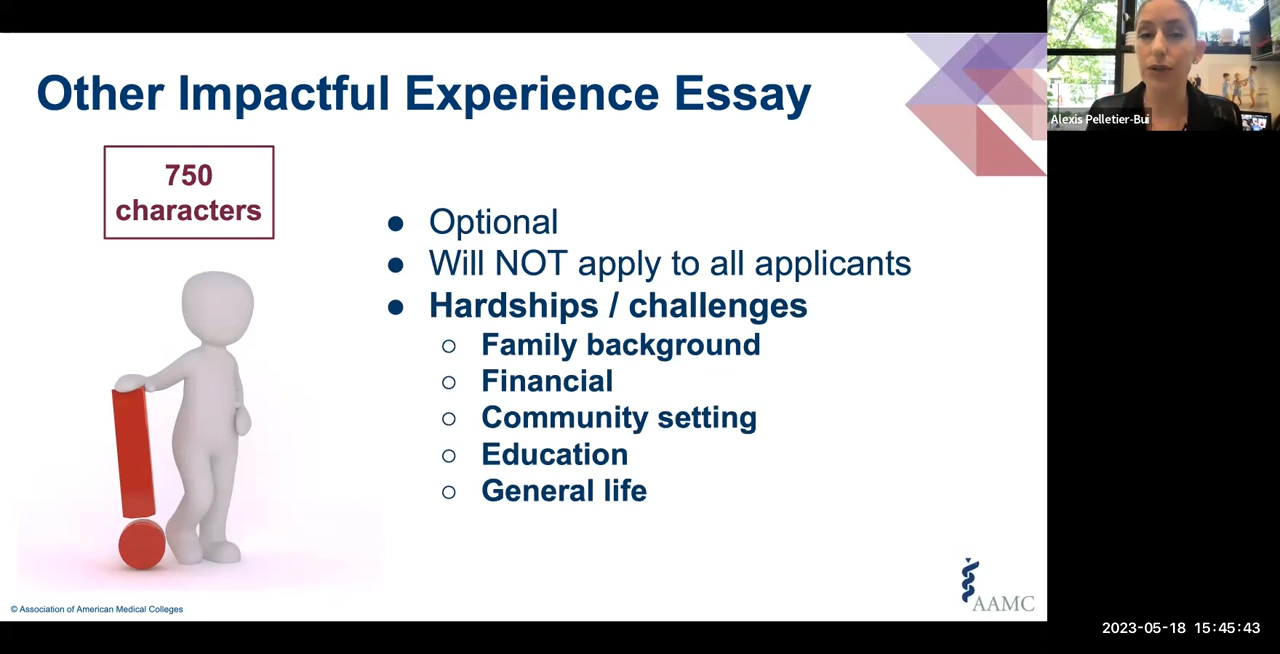 Other Impactful Experience Essay
750
characters
● Optional
● Will NOT apply to all applicants
● Hardships / challenges
○ Family background
○ Financial
○ Community setting
○ Education
○ General life
© Association of American Medical Colleges
AAMC
Alexis Pelletier-Bui
2023-05-18 15:45:43